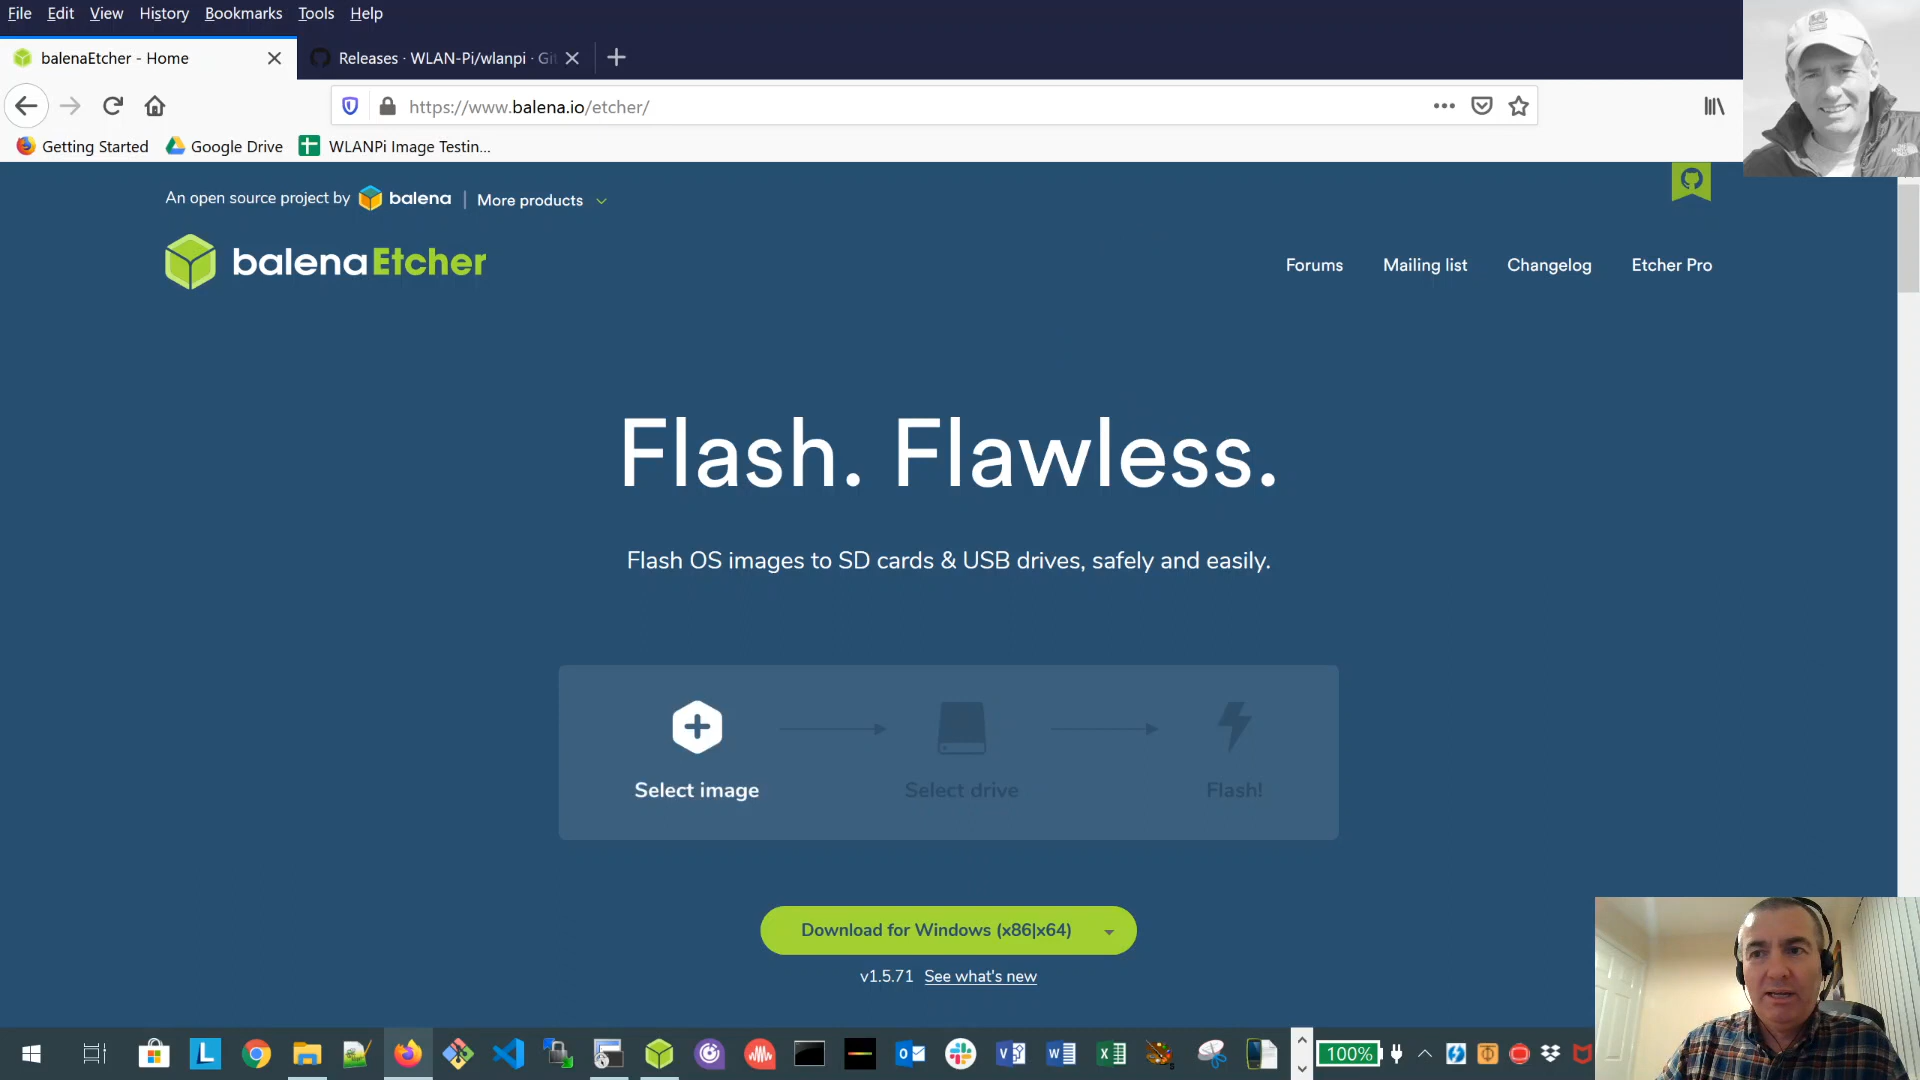 File Edit View History Bookmarks Tools Help
balenaEtcher - Home
Releases · WLAN-Pi/wlanpi · Git
https://www.balena.io/etcher/
Getting Started Google Drive WLANPi Image Testin...
An open source project by balena | More products
balenaEtcher
Forums Mailing list Changelog Etcher Pro
Flash. Flawless.
Flash OS images to SD cards & USB drives, safely and easily.
Select image Select drive Flash!
Download for Windows (x86|x64)
v1.5.71 See what's new
100%